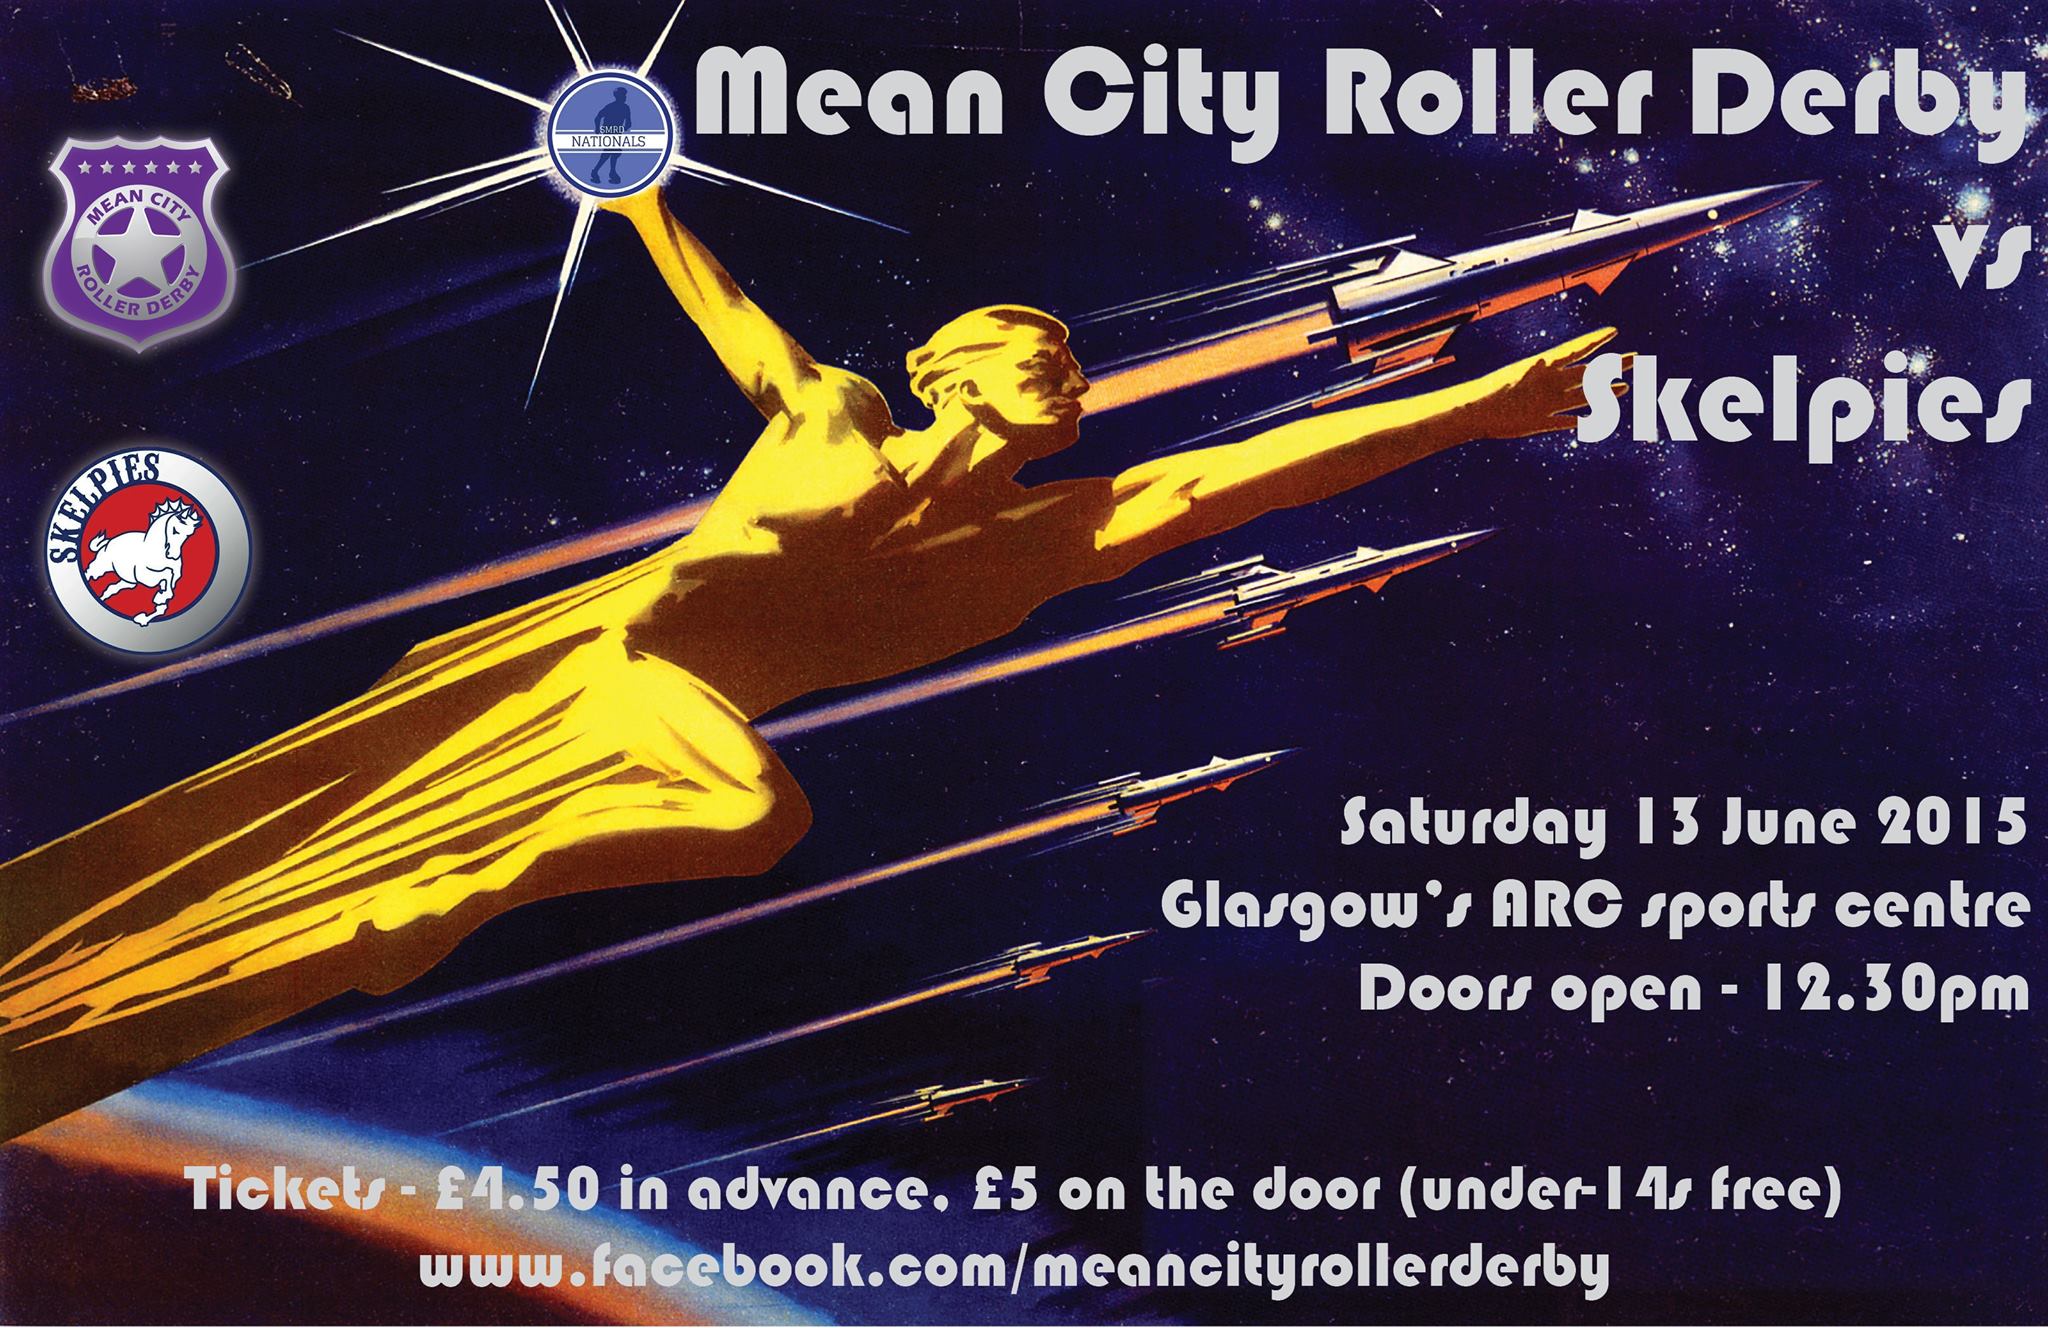 Mean City Roller Derby
vs
Skelpies
SMRD
NATIONALS
MEAN CITY
ROLLER DERBY
SKELPIES
Saturday 13 June 2015
Glasgow's ARC sports centre
Doors open - 12.30pm
Tickets - £4.50 in advance, £5 on the door (under-14s free)
www.facebook.com/meancityrollerderby